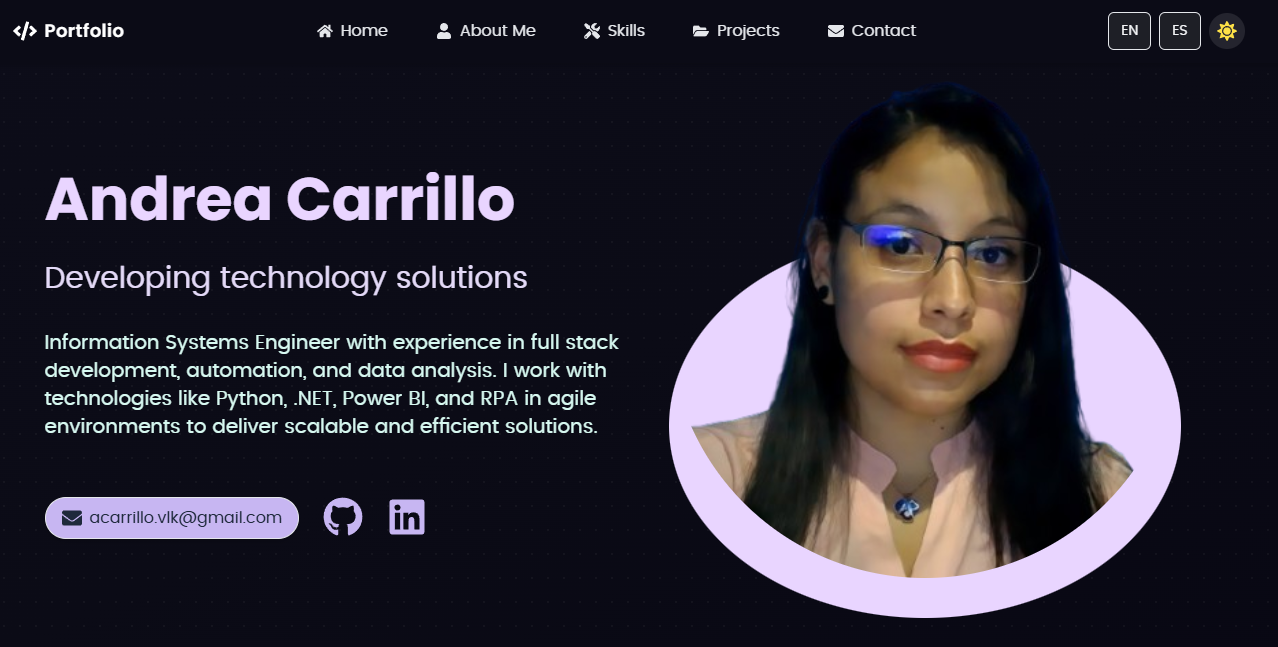 Portfolio
Home
About Me
Skills
Projects
Contact
EN
ES
Andrea Carrillo
Developing technology solutions
Information Systems Engineer with experience in full stack
development, automation, and data analysis. I work with
technologies like Python, .NET, Power BI, and RPA in agile
environments to deliver scalable and efficient solutions.
acarrillo.vlk@gmail.com
in